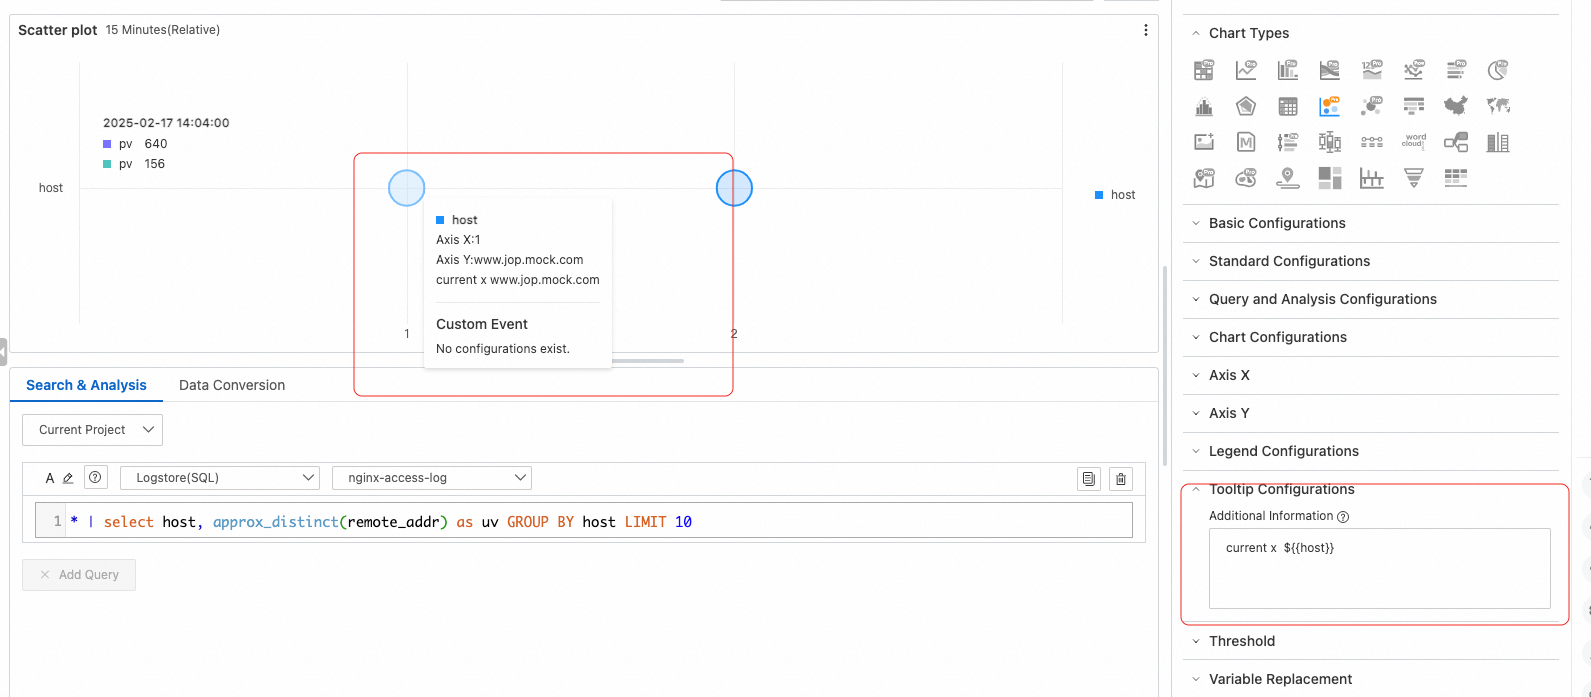 Scatter plot 15 Minutes(Relative)
2025-02-17 14:04:00
pv 640
pv 156
host
host
host
Axis X:1
Axis Y:www.jop.mock.com
current x www.jop.mock.com
Custom Event
No configurations exist.
1
2
Search & Analysis Data Conversion
Current Project
A Logstore(SQL) nginx-access-log
1 * | select host, approx_distinct(remote_addr) as uv GROUP BY host LIMIT 10
Add Query
Chart Types
word
cloud
Basic Configurations
Standard Configurations
Query and Analysis Configurations
Chart Configurations
Axis X
Axis Y
Legend Configurations
Tooltip Configurations
Additional Information
current x ${{host}}
Threshold
Variable Replacement